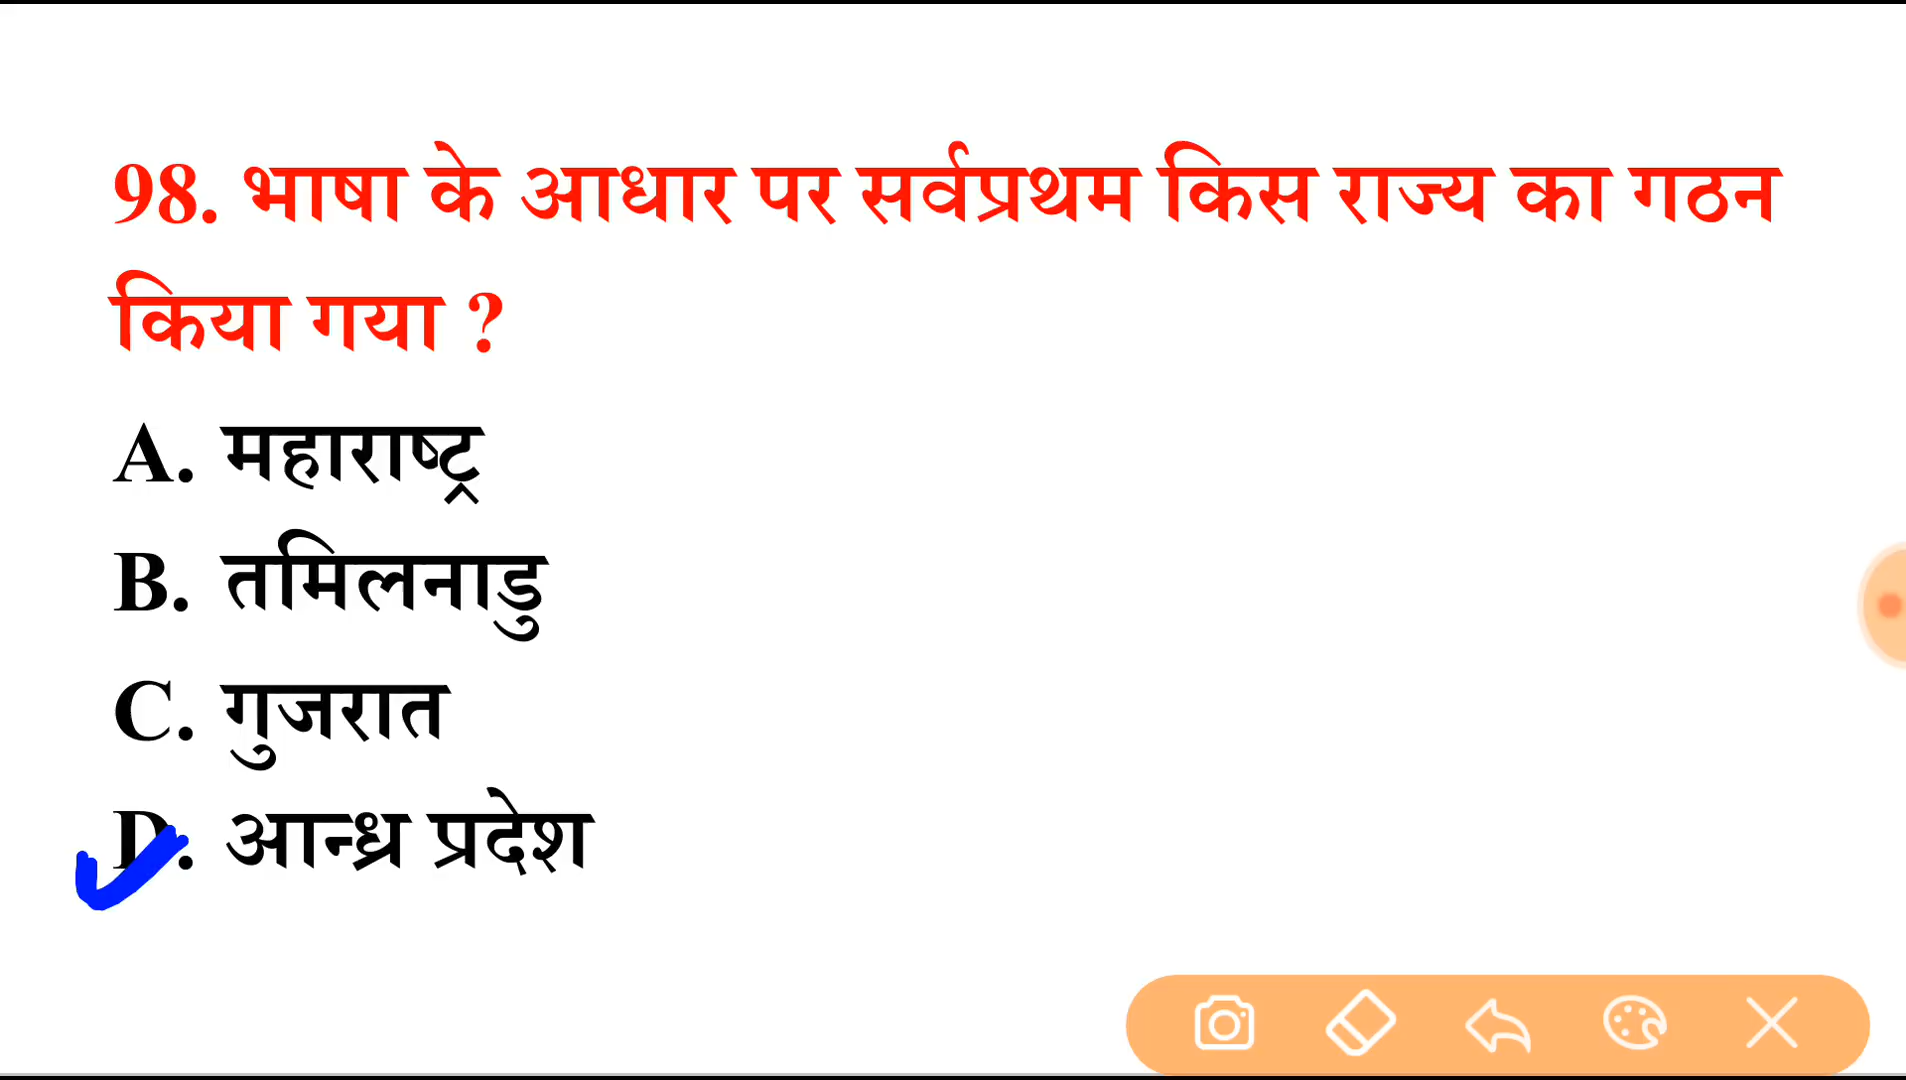 98. भाषा के आधार पर सर्वप्रथम किस राज्य का गठन
किया गया ?
A. महाराष्ट्र
B. तमिलनाडु
C. गुजरात
D. आन्ध्र प्रदेश